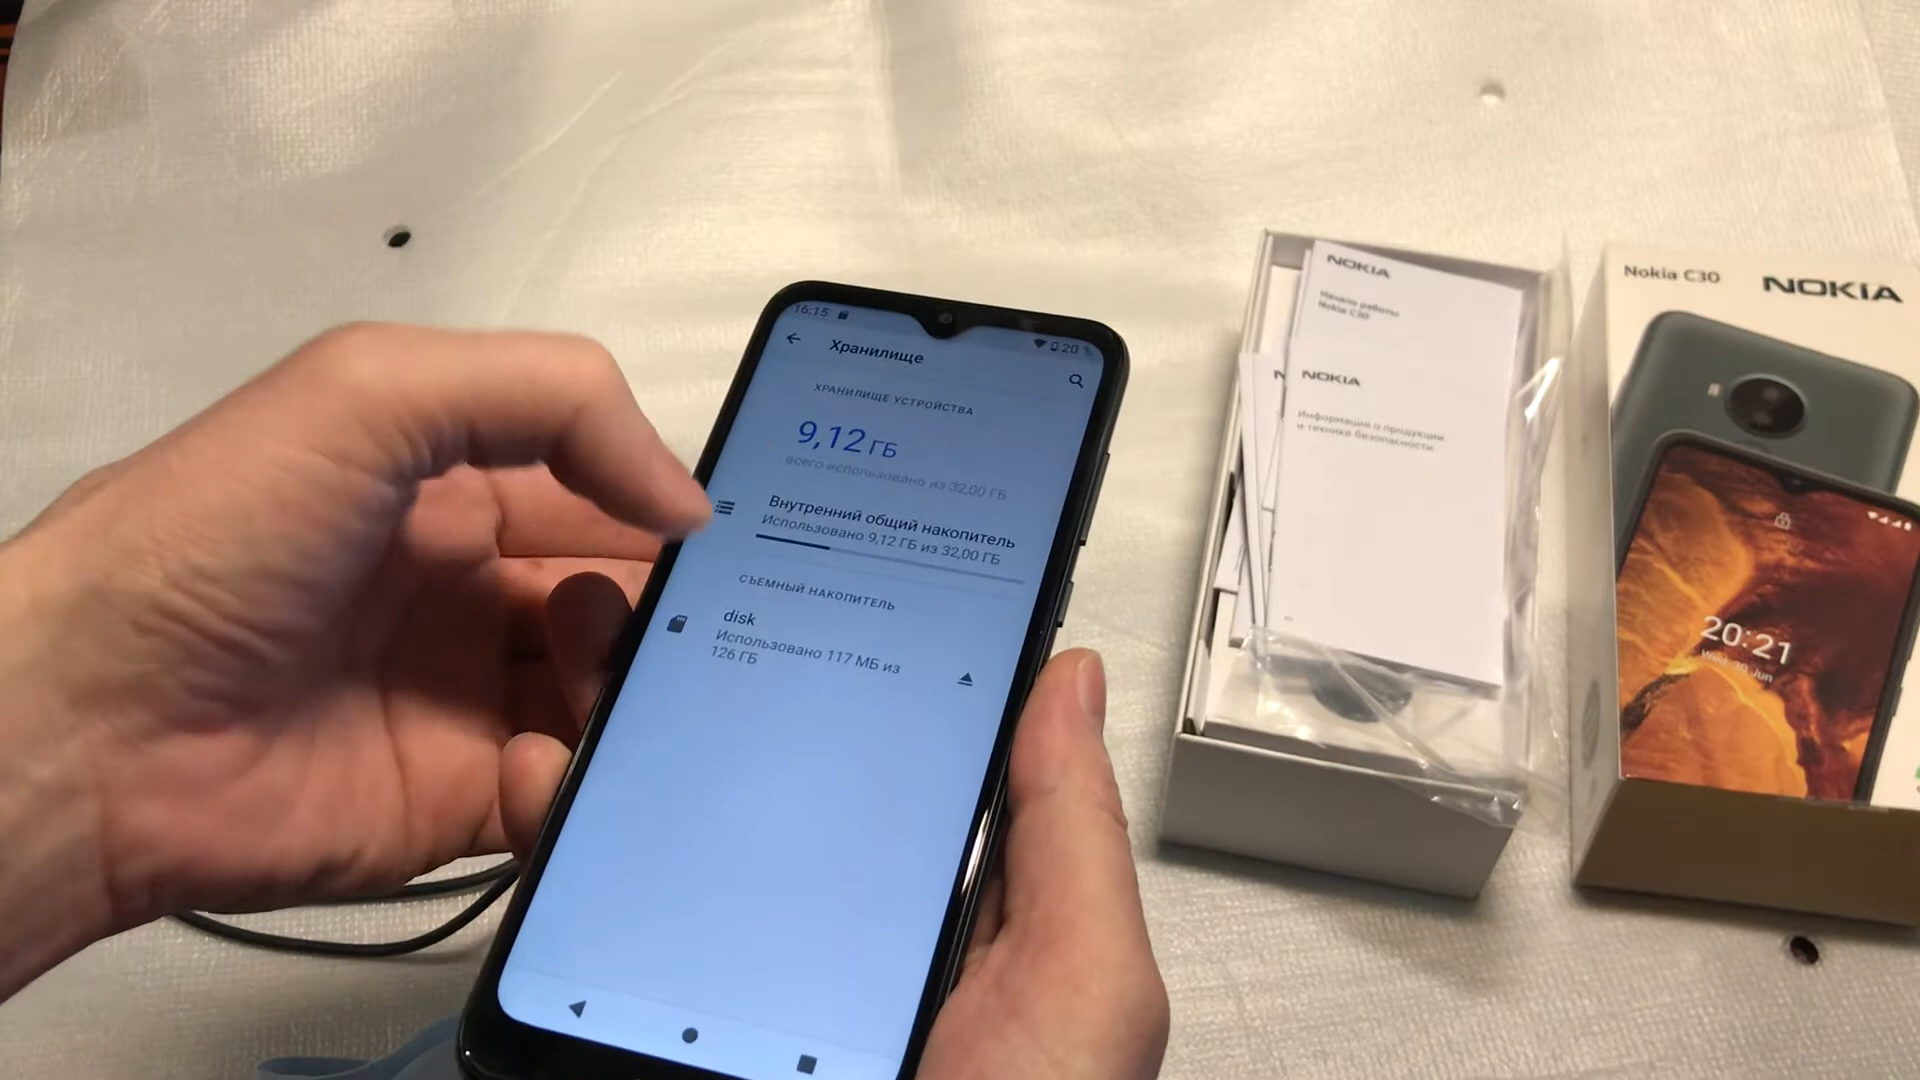 16:15
20 %
Хранилище
ХРАНИЛИЩЕ УСТРОЙСТВА
9,12 ГБ
всего использовано из 32,00 ГБ
Внутренний общий накопитель
Использовано 9,12 ГБ из 32,00 ГБ
СЪЕМНЫЙ НАКОПИТЕЛЬ
disk
Использовано 117 МБ из
126 ГБ
NOKIA
Начало работы
Nokia C30
NOKIA
Информация о продукции
и технике безопасности
Nokia C30
NOKIA
20:21
Jun